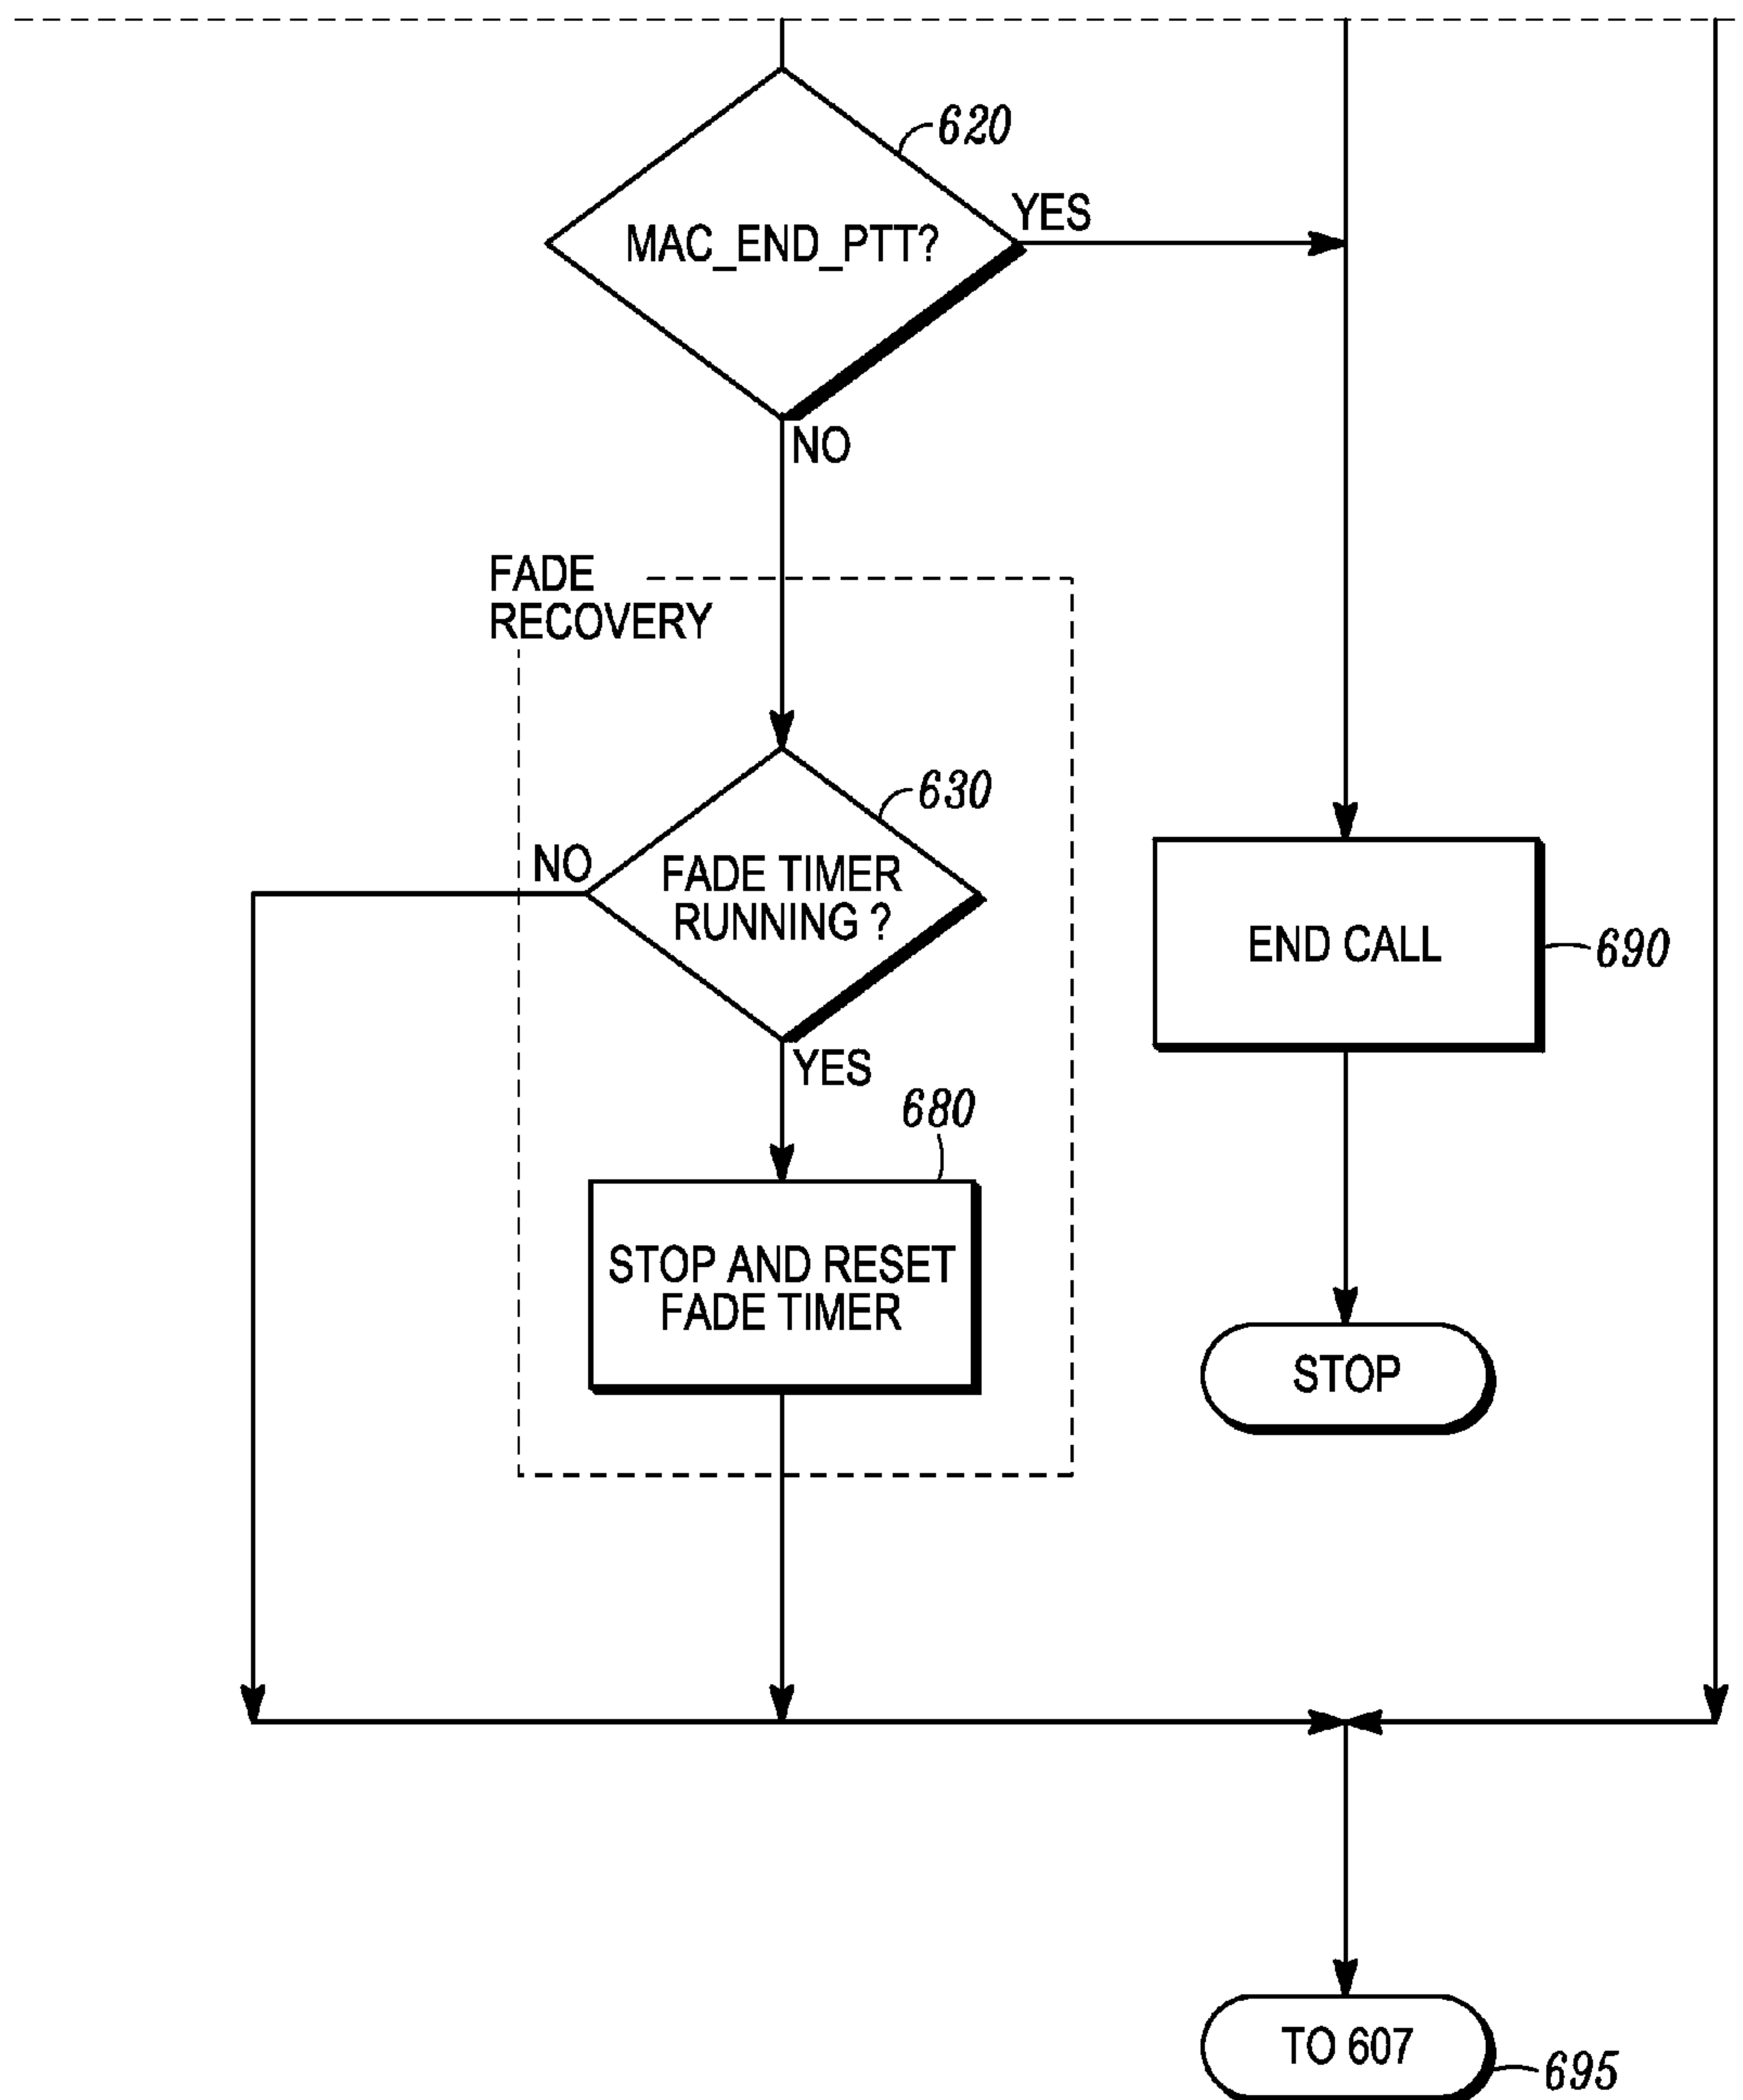 620
YES
MAC_END_PTT?
NO
FADE
RECOVERY
630
NO
FADE TIMER
RUNNING ?
END CALL
690
YES
680
STOP AND RESET
FADE TIMER
STOP
TO 607
695